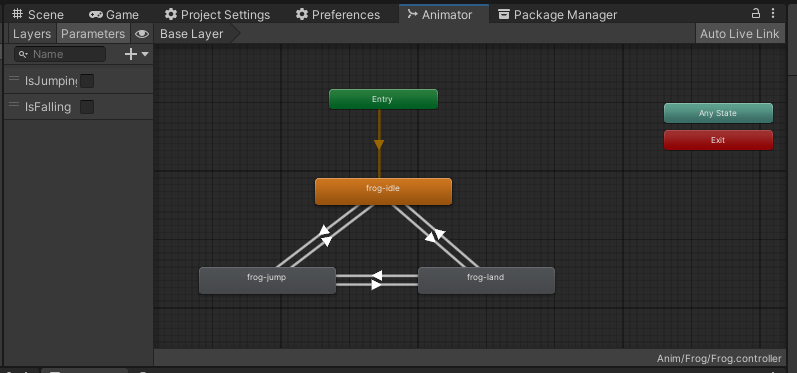 Scene Game Project Settings Preferences Animator Package Manager
Layers Parameters Base Layer Auto Live Link
Name
IsJumping
IsFalling
Entry
Any State
Exit
frog-idle
frog-jump frog-land
Anim/Frog/Frog.controller